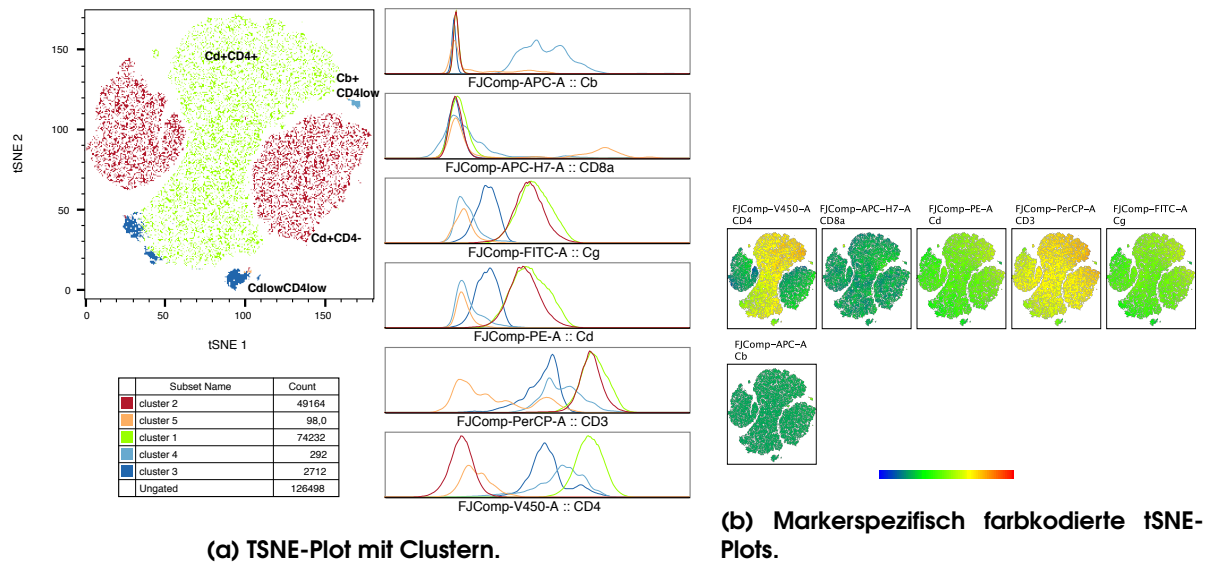 150
100
50
0
tSNE 2
0
50
100
150
tSNE 1
Cd+CD4+
Cb+
CD4low
Cd+CD4-
CdlowCD4low
FJComp-APC-A :: Cb
FJComp-APC-H7-A :: CD8a
FJComp-FITC-A :: Cg
FJComp-PE-A :: Cd
FJComp-PerCP-A :: CD3
FJComp-V450-A :: CD4
Subset Name Count
cluster 2 49164
cluster 5 98,0
cluster 1 74232
cluster 4 292
cluster 3 2712
Ungated 126498
(a) TSNE-Plot mit Clustern.
FJComp-V450-A
CD4
FJComp-APC-H7-A
CD8a
FJComp-PE-A
Cd
FJComp-PerCP-A
CD3
FJComp-FITC-A
Cg
FJComp-APC-A
Cb
(b) Markerspezifisch farbkodierte tSNE-
Plots.